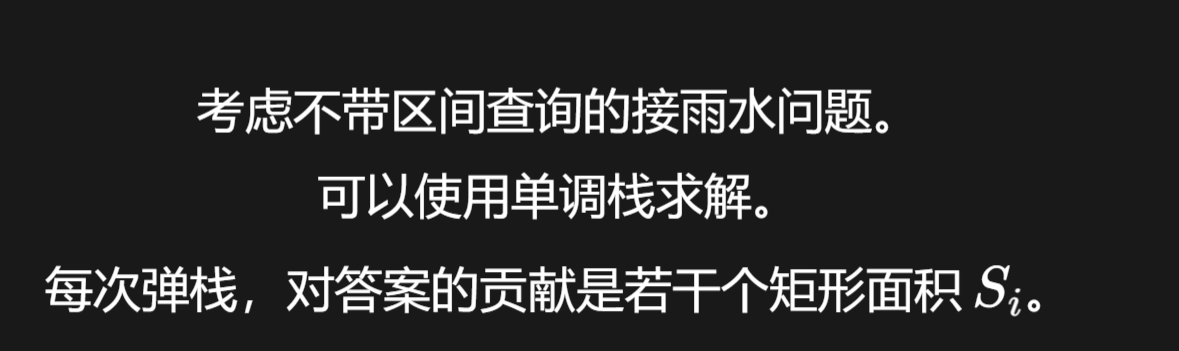 考虑不带区间查询的接雨水问题。
可以使用单调栈求解。
每次弹栈，对答案的贡献是若干个矩形面积 $S_i$。